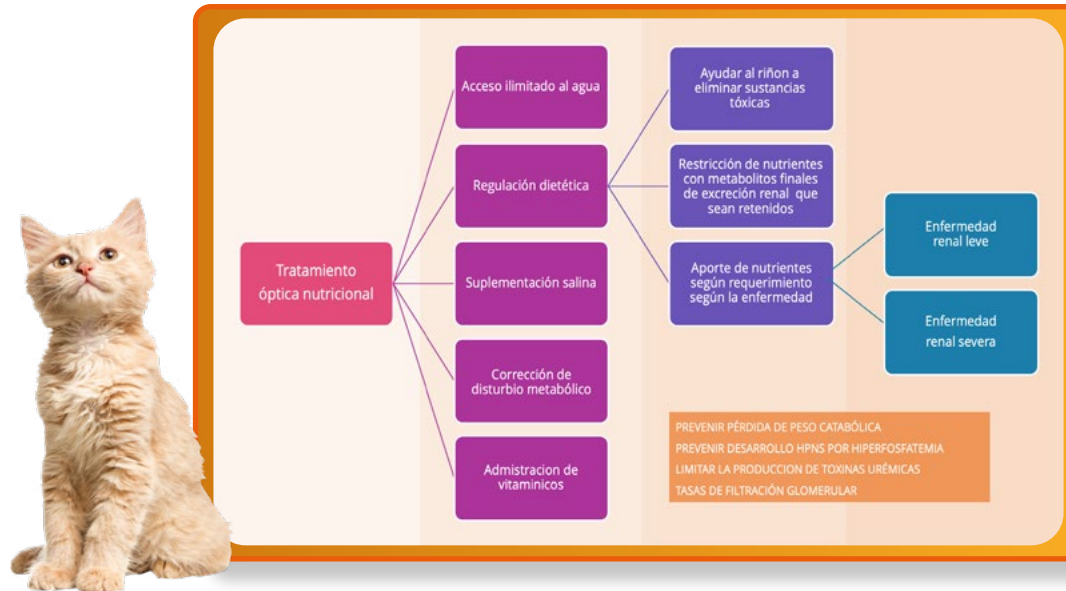 Acceso ilimitado al agua
Regulación dietética
Tratamiento
óptica nutricional
Suplementación salina
Corrección de
disturbio metabólico
Admistracion de
vitaminicos
Ayudar al riñon a
eliminar sustancias
tóxicas
Restricción de nutrientes
con metabolitos finales
de excreción renal que
sean retenidos
Aporte de nutrientes
según requerimiento
según la enfermedad
Enfermedad
renal leve
Enfermedad
renal severa
PREVENIR PÉRDIDA DE PESO CATABÓLICA
PREVENIR DESARROLLO HPNS POR HIPERFOSFATEMIA
LIMITAR LA PRODUCCION DE TOXINAS URÉMICAS
TASAS DE FILTRACIÓN GLOMERULAR